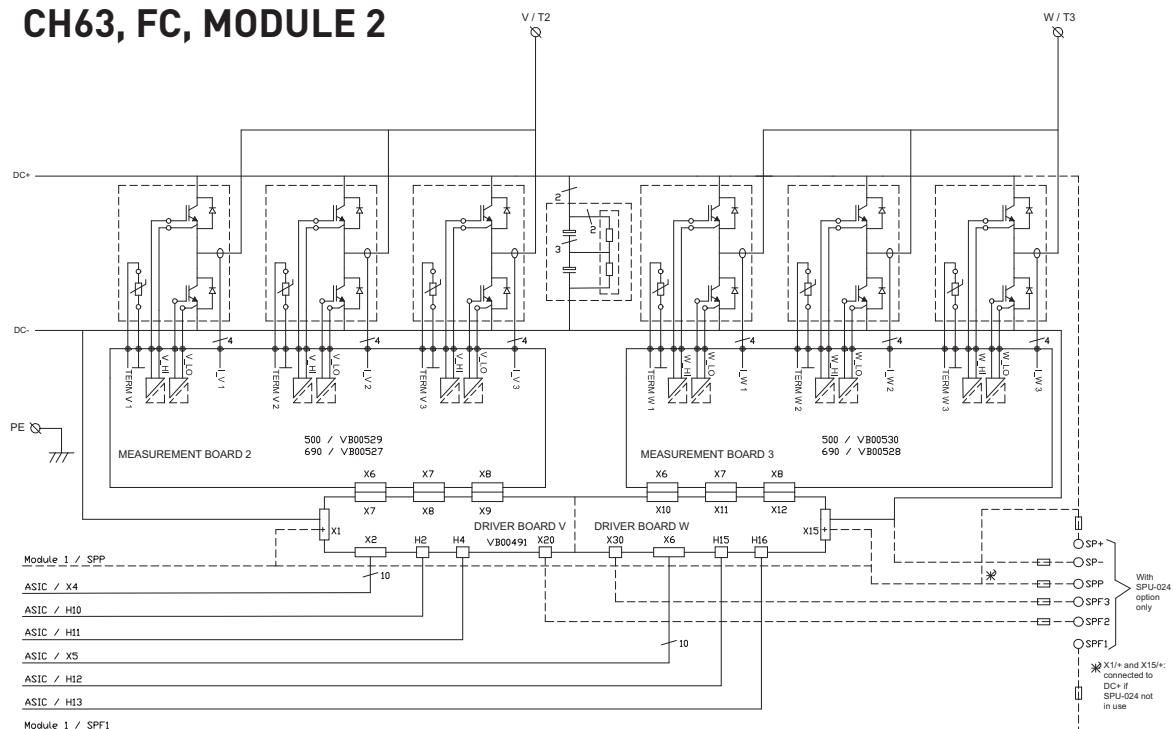 CH63, FC, MODULE 2
V / T2
W / T3
DC+
2
2
3
DC-
4
4
4
4
4
4
TERM V 1
V_HI
V_LO
I_V 1
TERM V 2
V_HI
V_LO
I_V 2
TERM V 3
V_HI
V_LO
I_V 3
TERM W 1
W_HI
W_LO
I_W 1
TERM W 2
W_HI
W_LO
I_W 2
TERM W 3
W_HI
W_LO
I_W 3
PE
MEASUREMENT BOARD 2
500 / VB00529
690 / VB00527
MEASUREMENT BOARD 3
500 / VB00530
690 / VB00528
X6 X7 X8
X7 X8 X9
X6 X7 X8
X10 X11 X12
X1
+
DRIVER BOARD V
VB00491
DRIVER BOARD W
X15
+
X2 H2 H4 X20 X30 X6 H15 H16
10
10
Module 1 / SPP
ASIC / X4
ASIC / H10
ASIC / H11
ASIC / X5
ASIC / H12
ASIC / H13
Module 1 / SPF1
SP+
SP-
SPP
SPF3
SPF2
SPF1
With
SPU-024
option
only
X1/+ and X15/+:
connected to
DC+ if
SPU-024 not
in use